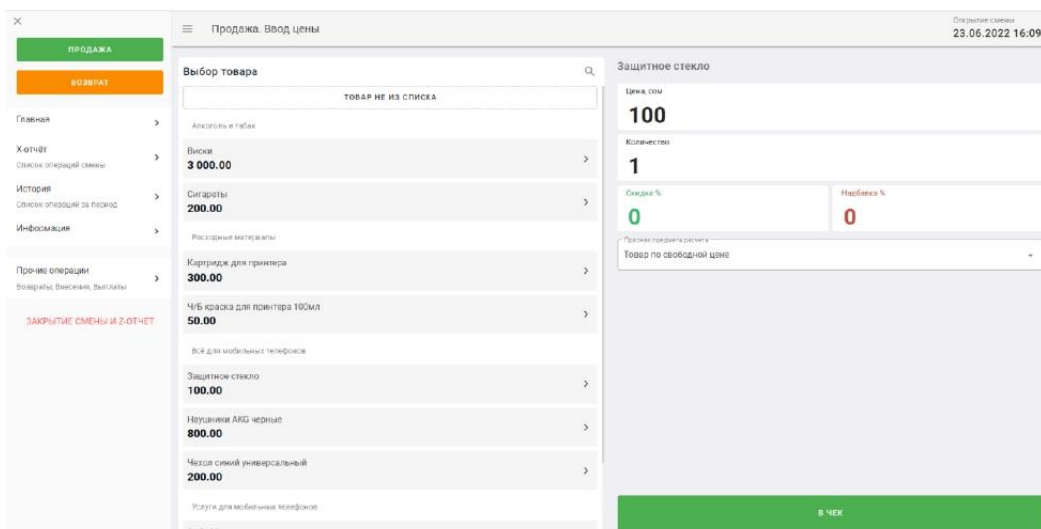 ПРОДАЖА
ВОЗВРАТ
Главная
X-отчёт
Список операций смены
История
Список операций за период
Информация
Прочие операции
Возвраты, Внесения, Выплаты
ЗАКРЫТИЕ СМЕНЫ И Z-ОТЧЕТ
Продажа. Ввод цены
Открытие смены
23.06.2022 16:09
Выбор товара
ТОВАР НЕ ИЗ СПИСКА
Алкоголь и табак
Виски
3 000.00
Сигареты
200.00
Расходные материалы
Картридж для принтера
300.00
Ч/Б краска для принтера 100мл
50.00
Всё для мобильных телефонов
Защитное стекло
100.00
Наушники AKG черные
800.00
Чехол синий универсальный
200.00
Услуги для мобильных телефонов
Защитное стекло
Цена, сом
100
Количество
1
Скидка %
0
Надбавка %
0
Признак предмета расчета
Товар по свободной цене
В ЧЕК